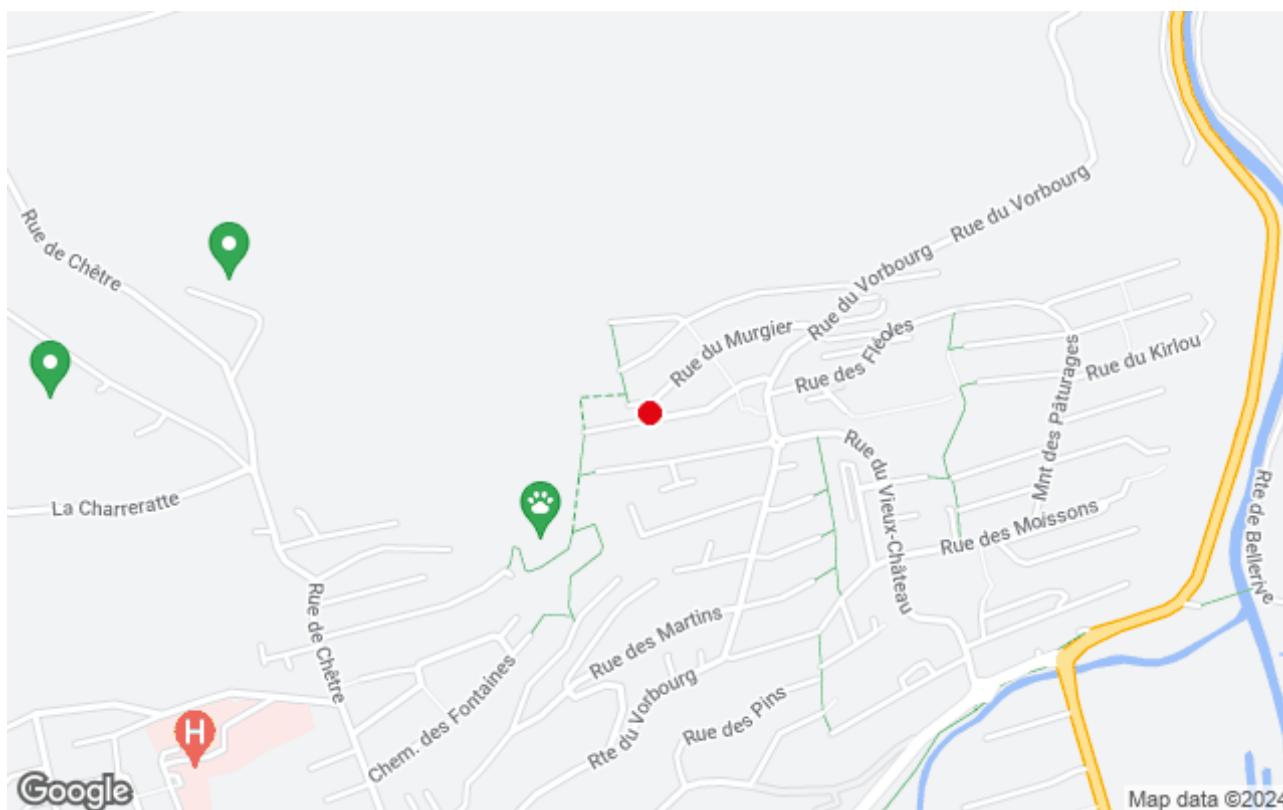 Rue du Vorbourg
Rue de Chêtre
Rue du Vorbourg
Rue du Murgier
Rue des Fléoles
Rue du Kirlou
Mnt des Pâturages
La Charreratte
Rue du Vieux-Château
Rte de Bellerive
Rue des Moissons
Rue de Chêtre
Rue des Martins
Chem. des Fontaines
Rte du Vorbourg
Rue des Pins
H
Google
Map data ©2024